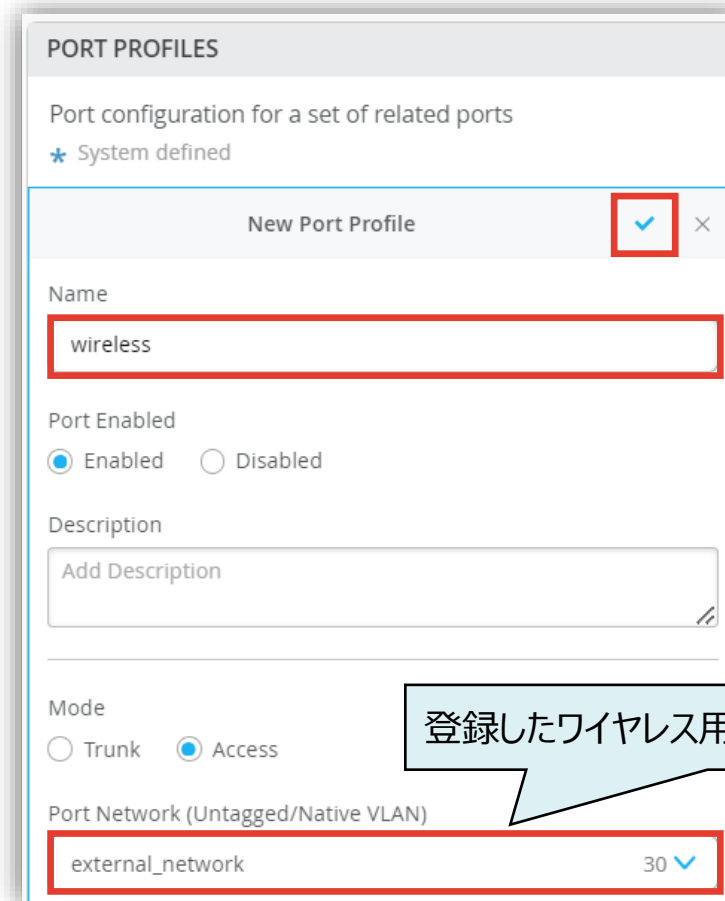 PORT PROFILES
Port configuration for a set of related ports
* System defined
New Port Profile
Name
wireless
Port Enabled
Enabled Disabled
Description
Add Description
Mode
Trunk Access
登録したワイヤレス用
Port Network (Untagged/Native VLAN)
external_network 30